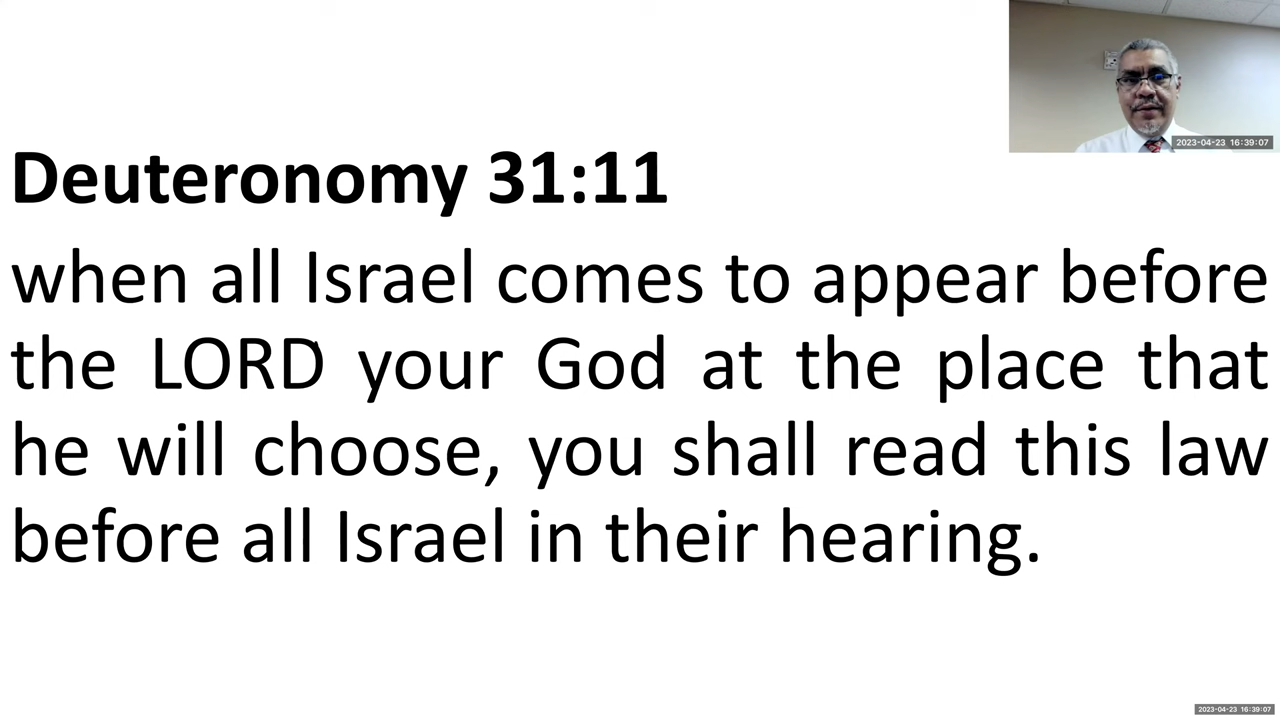 2023-04-23 16:39:07
Deuteronomy 31:11
when all Israel comes to appear before
the LORD your God at the place that
he will choose, you shall read this law
before all Israel in their hearing.
2023-04-23 16:39:07